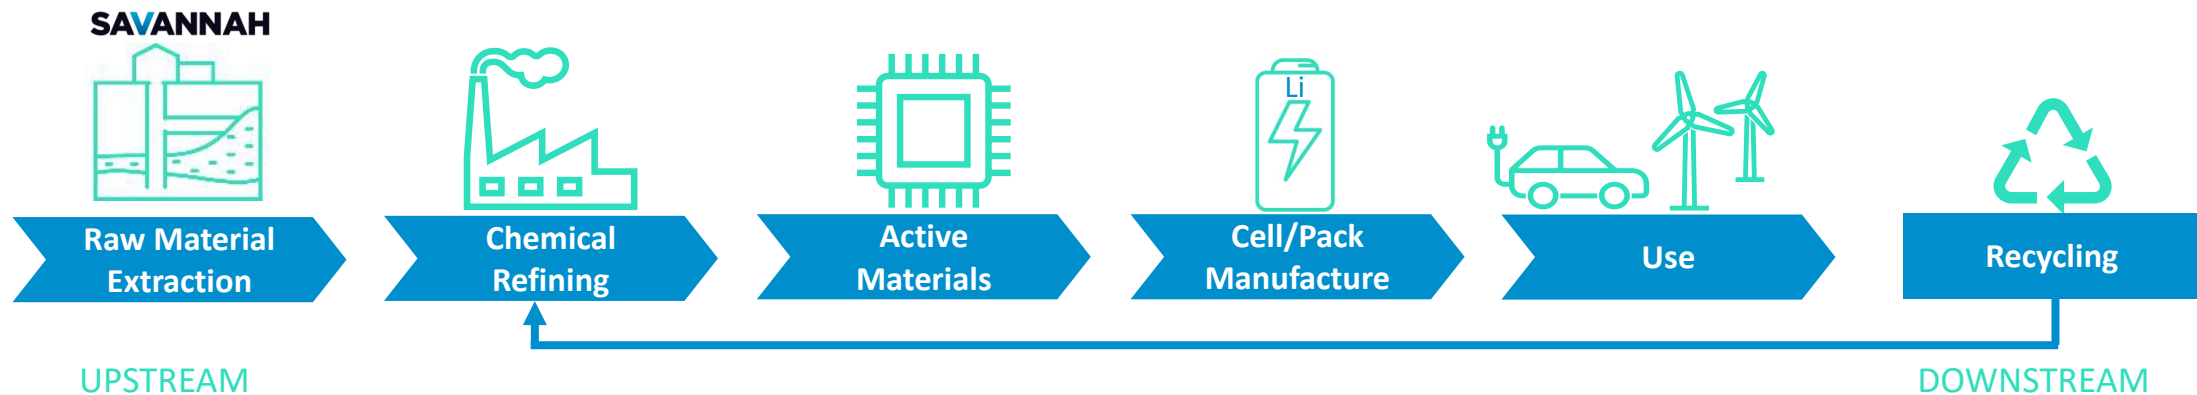 SAVANNAH
Li
Raw Material
Extraction
Chemical
Refining
Active
Materials
Cell/Pack
Manufacture
Use
Recycling
UPSTREAM
DOWNSTREAM